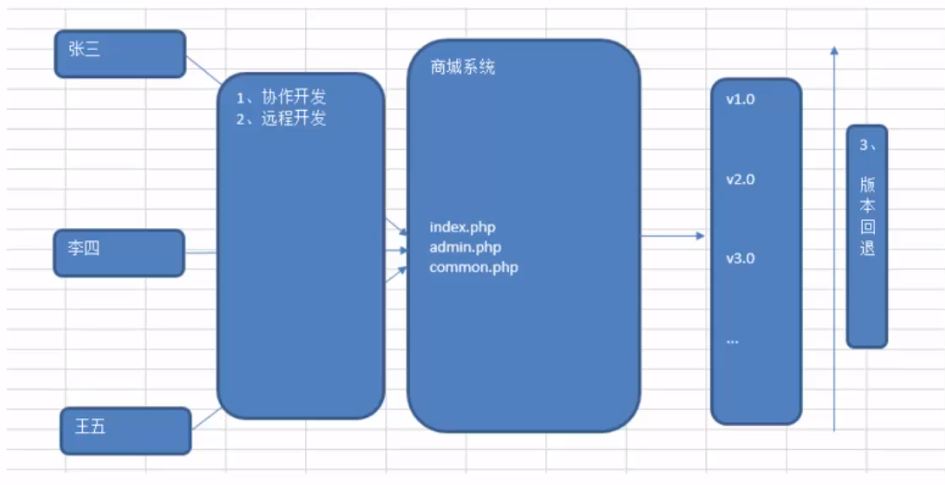 张三
李四
王五
1、协作开发
2、远程开发
商城系统
index.php
admin.php
common.php
v1.0
v2.0
v3.0
...
3、
版本回退